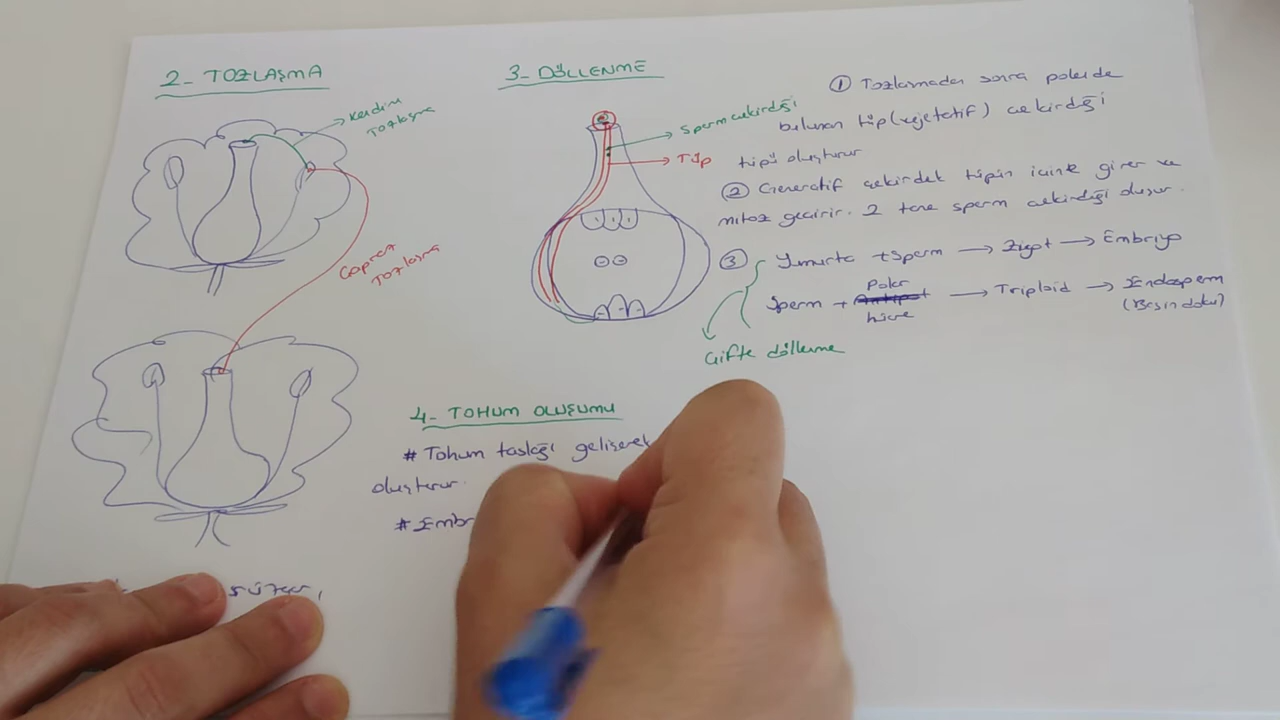 2- TOZLAŞMA
Kendine
Tozlaşma
Çapraz
Tozlaşma
3- DÖLLENME
Sperm çekirdeği
Tüp
① Tozlaşmadan sonra polende
bulunan tüp (vejetatif) çekirdeği
tüpü oluşturur
② Generatif çekirdek tüpün içine girer ve
mitoz geçirir. 2 tane sperm çekirdeği oluşur.
③ Yumurta + Sperm → Zigot → Embriyo
Sperm + Polar hücre → Triploid → Endosperm
(Besin doku)
Çifte dölleme
4- TOHUM OLUŞUMU
# Tohum taslağı gelişerek
oluşturur.
# Embr